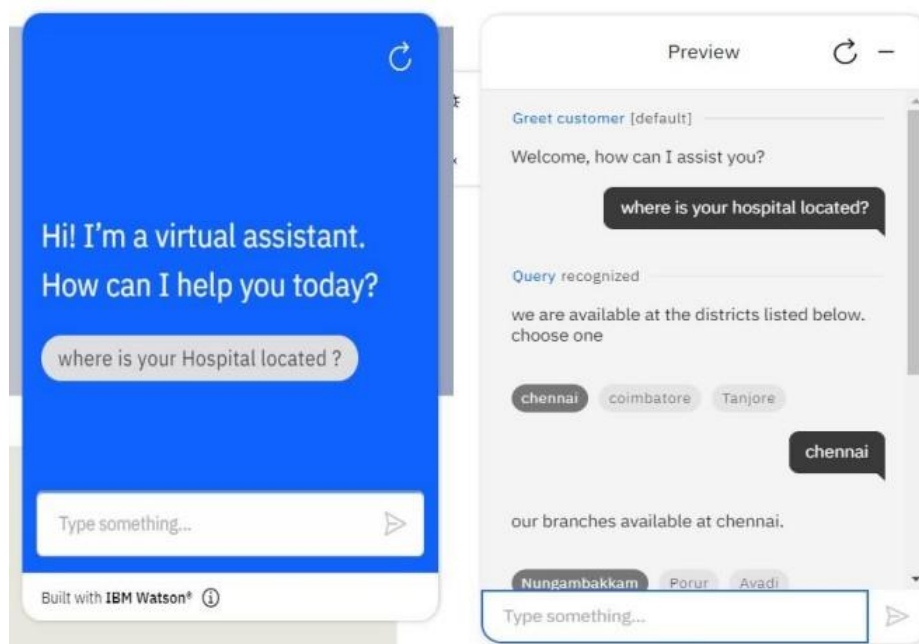 Hi! I'm a virtual assistant.
How can I help you today?
where is your Hospital located ?
Type something...
Built with IBM Watson®
Preview
Greet customer [default]
Welcome, how can I assist you?
where is your hospital located?
Query recognized
we are available at the districts listed below.
choose one
chennai coimbatore Tanjore
chennai
our branches available at chennai.
Nungambakkam Porur Avadi
Type something...